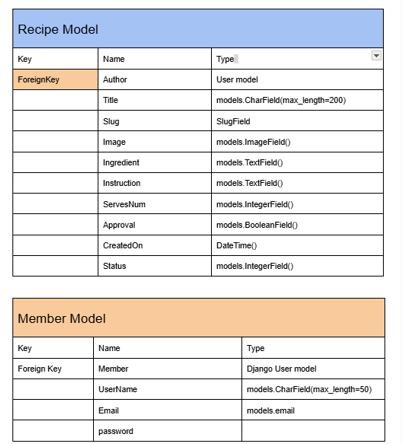 Recipe Model
Key Name Type
ForeignKey Author User model
Title models.CharField(max_length=200)
Slug SlugField
Image models.ImageField()
Ingredient models.TextField()
Instruction models.TextField()
ServesNum models.IntegerField()
Approval models.BooleanField()
CreatedOn DateTime()
Status models.IntegerField()
Member Model
Key Name Type
Foreign Key Member Django User model
UserName models.CharField(max_length=50)
Email models.email
password